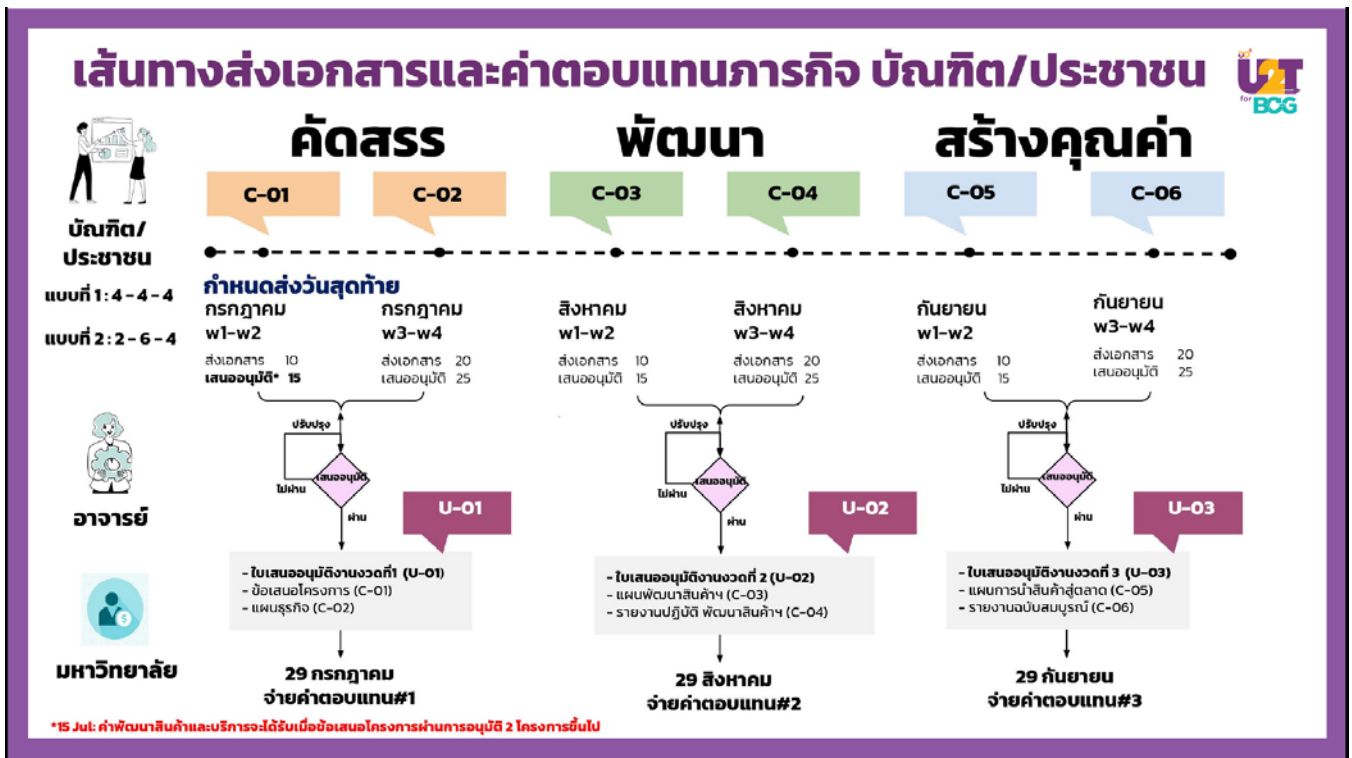 เส้นทางส่งเอกสารและค่าตอบแทนภารกิจ บัณฑิต/ประชาชน
U2T
for BCG
คัดสรร
พัฒนา
สร้างคุณค่า
C-01
C-02
C-03
C-04
C-05
C-06
บัณฑิต/
ประชาชน
แบบที่ 1 : 4 - 4 - 4
แบบที่ 2 : 2 - 6 - 4
กำหนดส่งวันสุดท้าย
กรกฎาคม
w1-w2
ส่งเอกสาร 10
เสนออนุมัติ* 15
กรกฎาคม
w3-w4
ส่งเอกสาร 20
เสนออนุมัติ 25
สิงหาคม
w1-w2
ส่งเอกสาร 10
เสนออนุมัติ 15
สิงหาคม
w3-w4
ส่งเอกสาร 20
เสนออนุมัติ 25
กันยายน
w1-w2
ส่งเอกสาร 10
เสนออนุมัติ 15
กันยายน
w3-w4
ส่งเอกสาร 20
เสนออนุมัติ 25
อาจารย์
ปรับปรุง
เสนออนุมัติ
ไม่ผ่าน
ผ่าน
U-01
ปรับปรุง
เสนออนุมัติ
ไม่ผ่าน
ผ่าน
U-02
ปรับปรุง
เสนออนุมัติ
ไม่ผ่าน
ผ่าน
U-03
มหาวิทยาลัย
- ใบเสนออนุมัติงานงวดที่1 (U-01)
- ข้อเสนอโครงการ (C-01)
- แผนธุรกิจ (C-02)
- ใบเสนออนุมัติงานงวดที่ 2 (U-02)
- แผนพัฒนาสินค้าฯ (C-03)
- รายงานปฏิบัติ พัฒนาสินค้าฯ (C-04)
- ใบเสนออนุมัติงานงวดที่ 3 (U-03)
- แผนการนำสินค้าสู่ตลาด (C-05)
- รายงานฉบับสมบูรณ์ (C-06)
29 กรกฎาคม
จ่ายค่าตอบแทน#1
29 สิงหาคม
จ่ายค่าตอบแทน#2
29 กันยายน
จ่ายค่าตอบแทน#3
*15 Jul: ค่าพัฒนาสินค้าและบริการจะได้รับเมื่อข้อเสนอโครงการผ่านการอนุมัติ 2 โครงการขึ้นไป